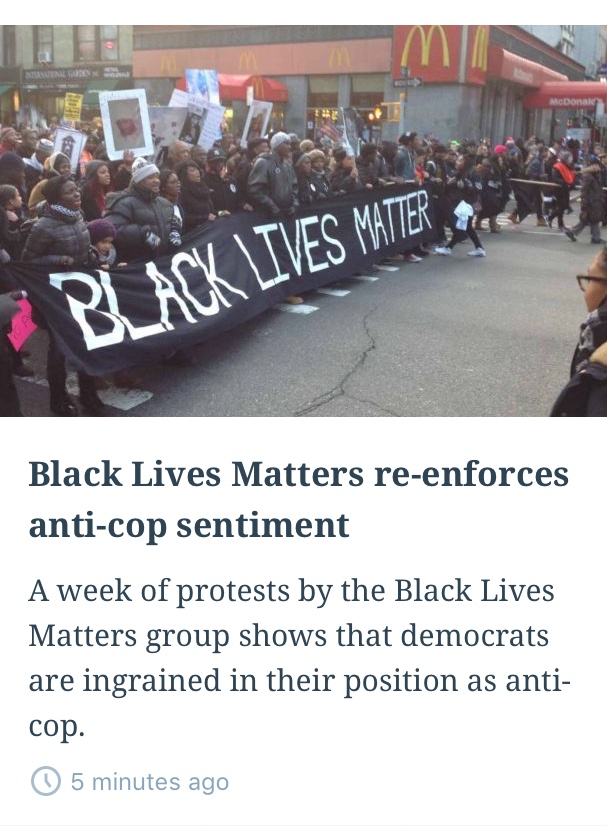 INTERNATIONAL GARDEN
McDonald's
BLACK LIVES MATTER
Black Lives Matters re-enforces
anti-cop sentiment
A week of protests by the Black Lives
Matters group shows that democrats
are ingrained in their position as anti-
cop.
5 minutes ago